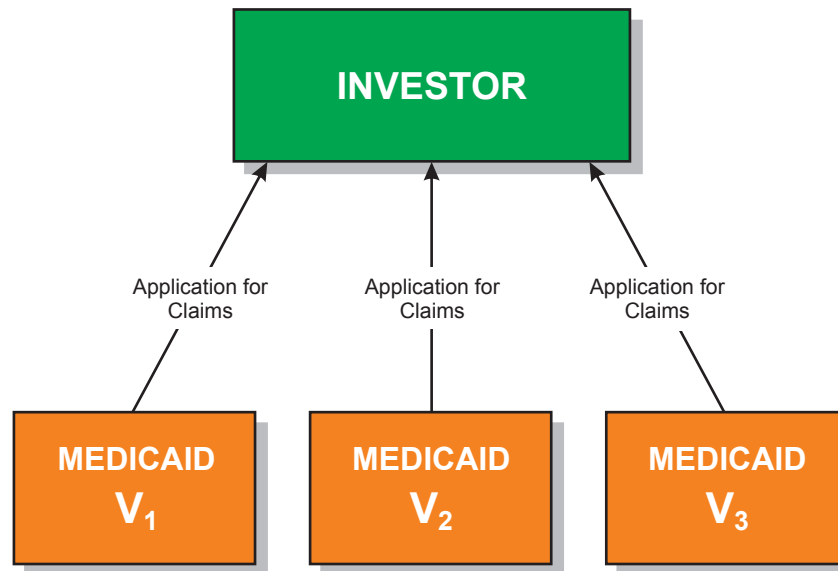 INVESTOR
Application for
Claims
Application for
Claims
Application for
Claims
MEDICAID
V₁
MEDICAID
V₂
MEDICAID
V₃